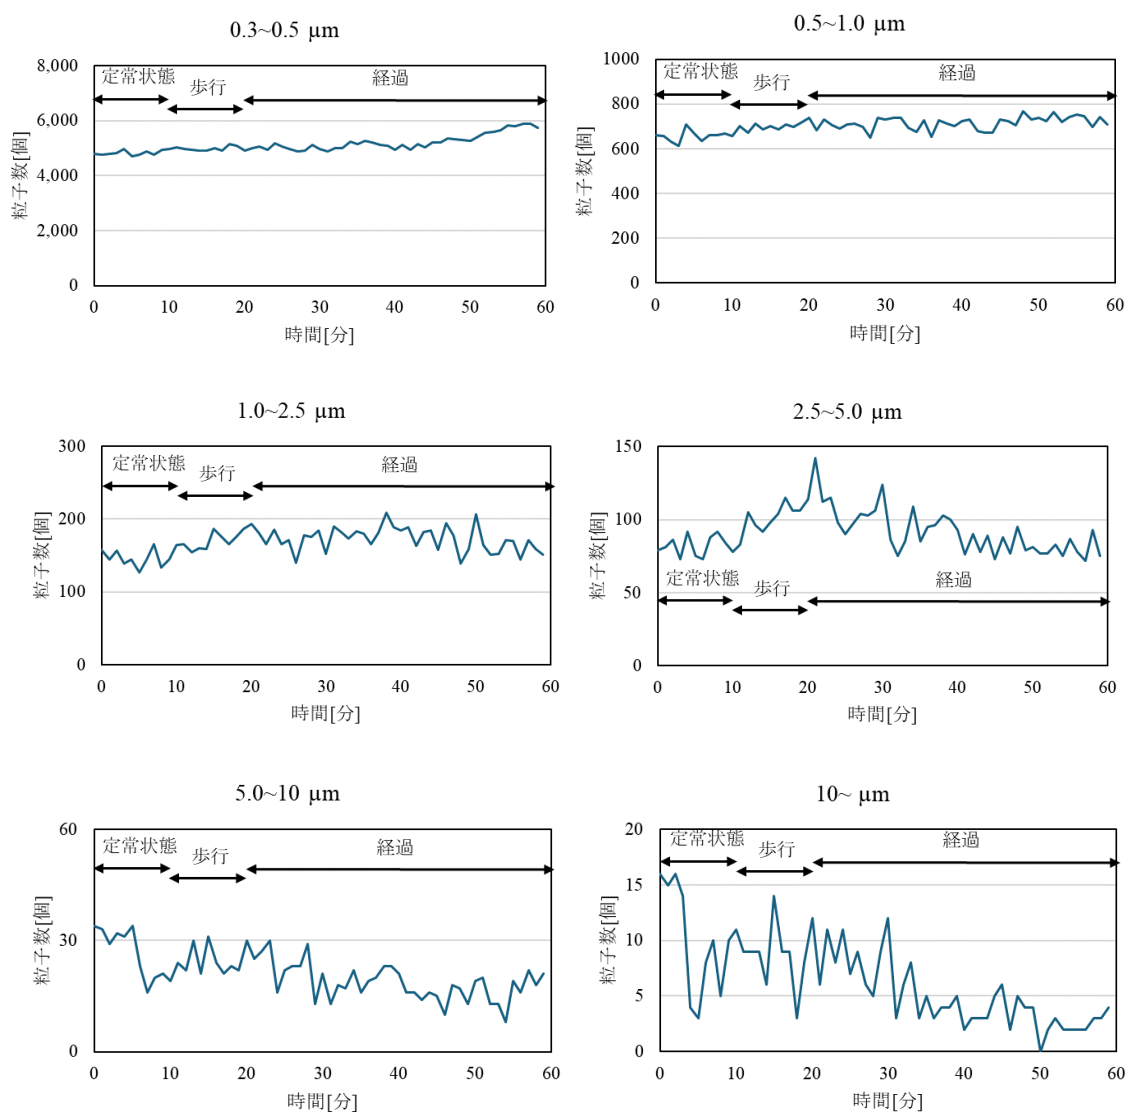 0.3~0.5 µm
8,000
6,000
4,000
2,000
0
粒子数[個]
定常状態
歩行
経過
0 10 20 30 40 50 60
時間[分]
0.5~1.0 µm
1000
800
600
400
200
0
粒子数[個]
定常状態
歩行
経過
0 10 20 30 40 50 60
時間[分]
1.0~2.5 µm
300
200
100
0
粒子数[個]
定常状態
歩行
経過
0 10 20 30 40 50 60
時間[分]
2.5~5.0 µm
150
100
50
0
粒子数[個]
定常状態
歩行
経過
0 10 20 30 40 50 60
時間[分]
5.0~10 µm
60
30
0
粒子数[個]
定常状態
歩行
経過
0 10 20 30 40 50 60
時間[分]
10~ µm
20
15
10
5
0
粒子数[個]
定常状態
歩行
経過
0 10 20 30 40 50 60
時間[分]